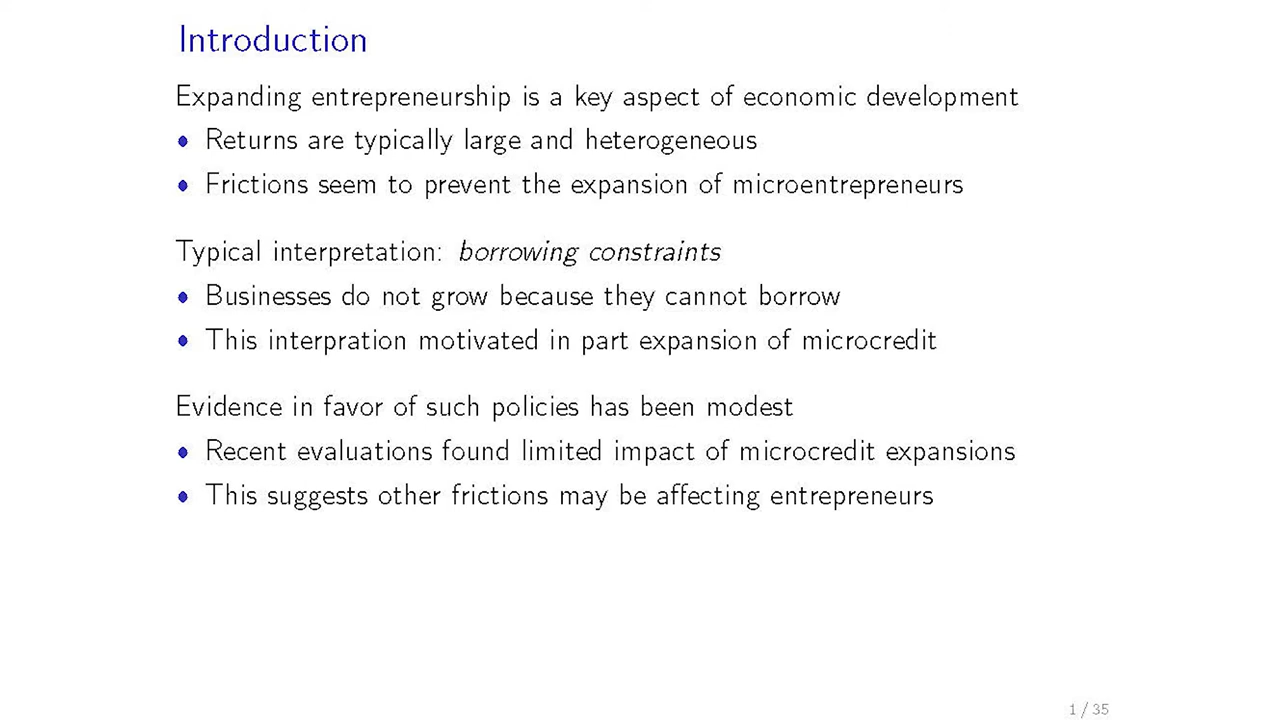 Introduction
Expanding entrepreneurship is a key aspect of economic development
• Returns are typically large and heterogeneous
• Frictions seem to prevent the expansion of microentrepreneurs
Typical interpretation: borrowing constraints
• Businesses do not grow because they cannot borrow
• This interpration motivated in part expansion of microcredit
Evidence in favor of such policies has been modest
• Recent evaluations found limited impact of microcredit expansions
• This suggests other frictions may be affecting entrepreneurs
1 / 35